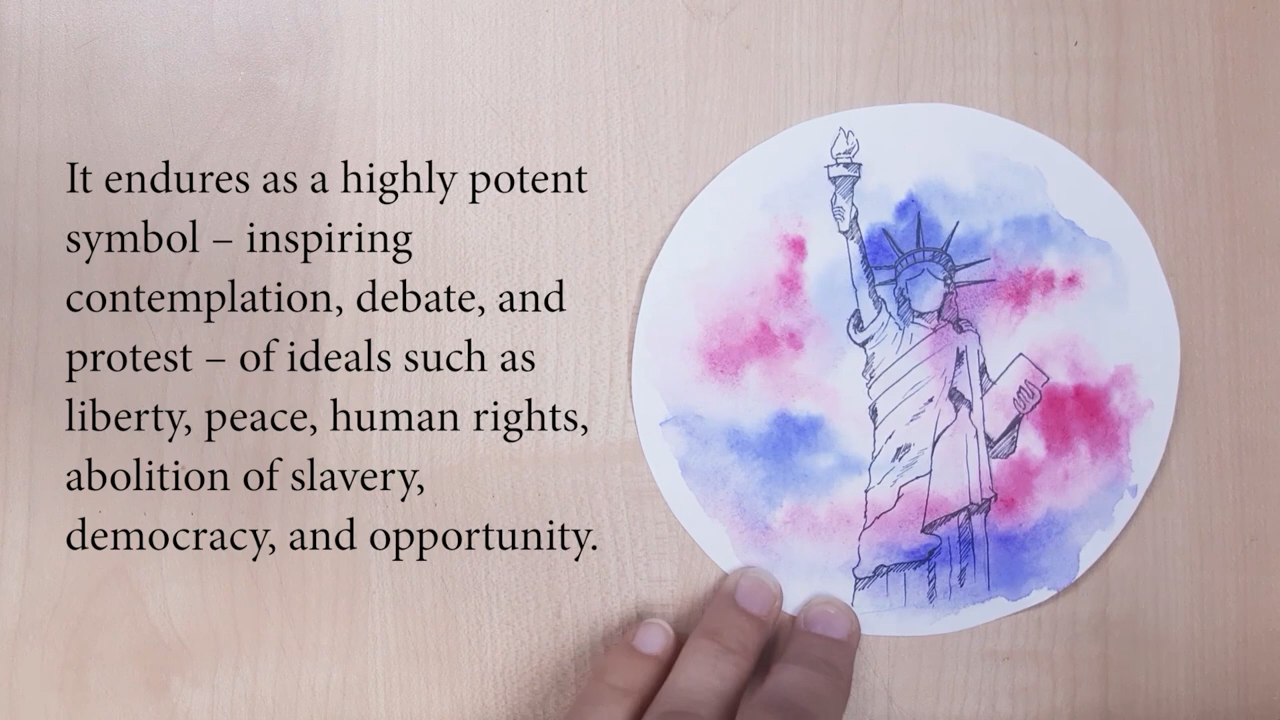 It endures as a highly potent
symbol – inspiring
contemplation, debate, and
protest – of ideals such as
liberty, peace, human rights,
abolition of slavery,
democracy, and opportunity.